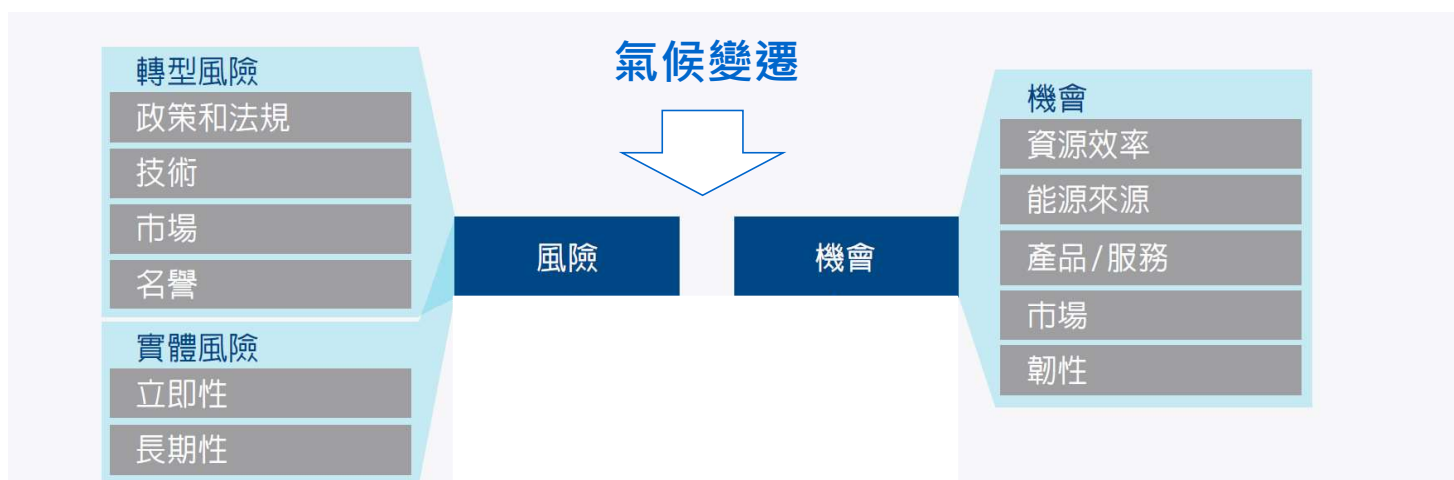 氣候變遷
轉型風險
政策和法規
技術
市場
名譽
實體風險
立即性
長期性
風險
機會
機會
資源效率
能源來源
產品/服務
市場
韌性